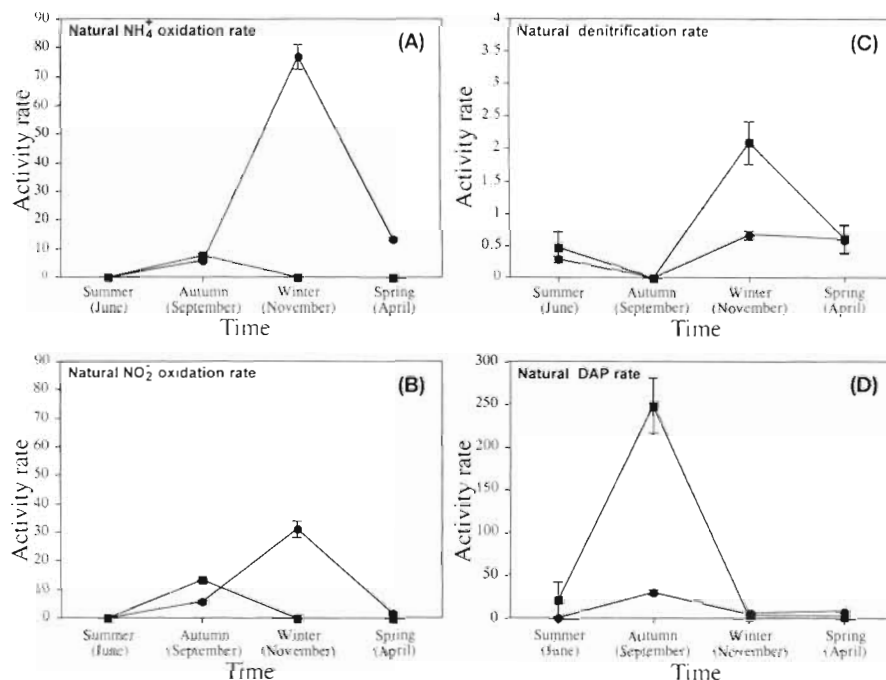 Natural NH₄⁺ oxidation rate
(A)
Activity rate
90
80
70
60
50
40
30
20
10
0
Summer (June)
Autumn (September)
Winter (November)
Spring (April)
Time
Natural denitrification rate
(C)
Activity rate
4
3.5
3
2.5
2
1.5
1
0.5
0
Summer (June)
Autumn (September)
Winter (November)
Spring (April)
Time
Natural NO₂⁻ oxidation rate
(B)
Activity rate
90
80
70
60
50
40
30
20
10
0
Summer (June)
Autumn (September)
Winter (November)
Spring (April)
Time
Natural DAP rate
(D)
Activity rate
300
250
200
150
100
50
0
Summer (June)
Autumn (September)
Winter (November)
Spring (April)
Time